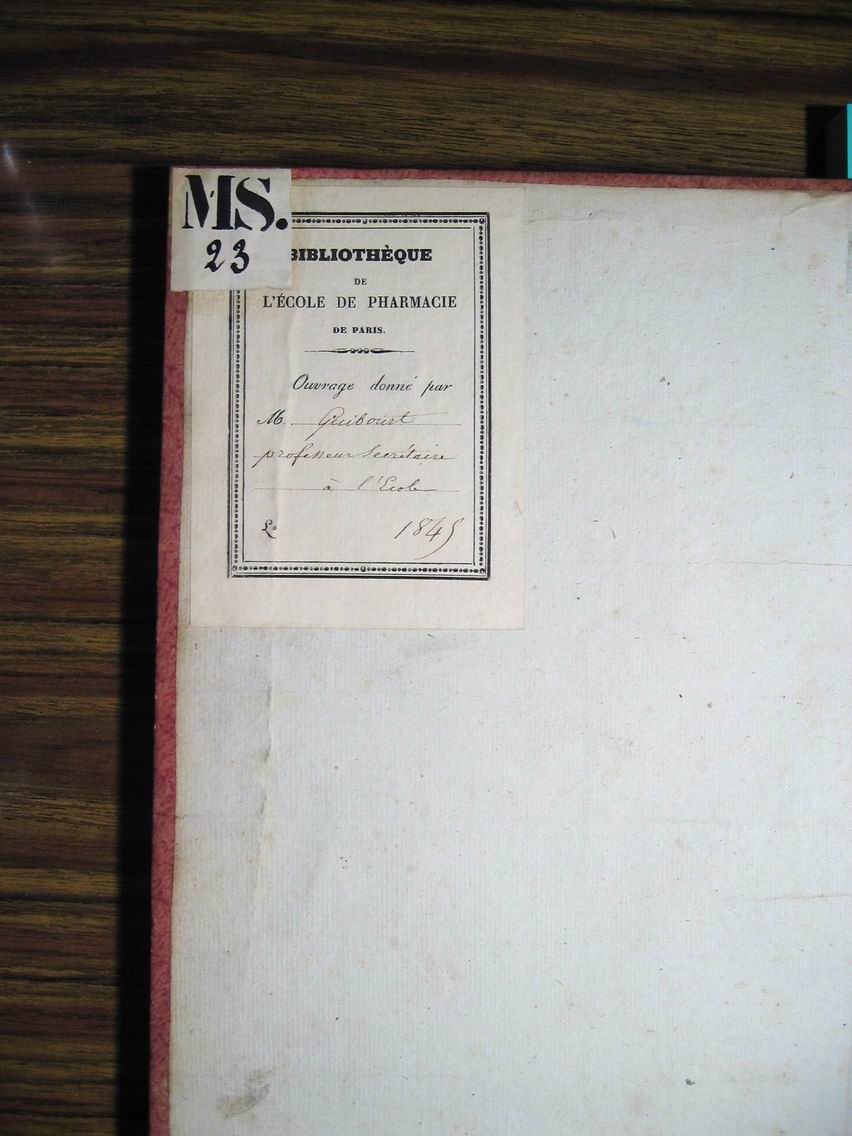 MS.
23
BIBLIOTHÈQUE
DE
L'ÉCOLE DE PHARMACIE
DE PARIS.
Ouvrage donné par
M. Guibourt
professeur Secrétaire
à l'Ecole
Le 1845